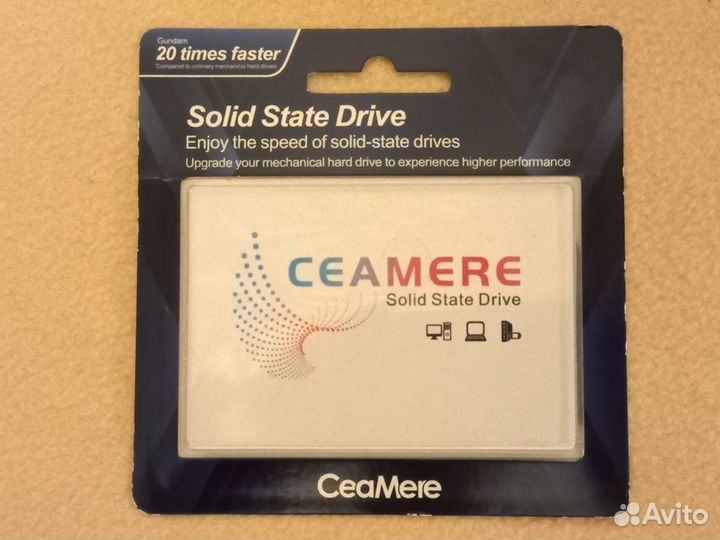 Gundam
20 times faster
Compared to ordinary mechanical hard drives
Solid State Drive
Enjoy the speed of solid-state drives
Upgrade your mechanical hard drive to experience higher performance
CEAMERE
Solid State Drive
CeaMere
Avito